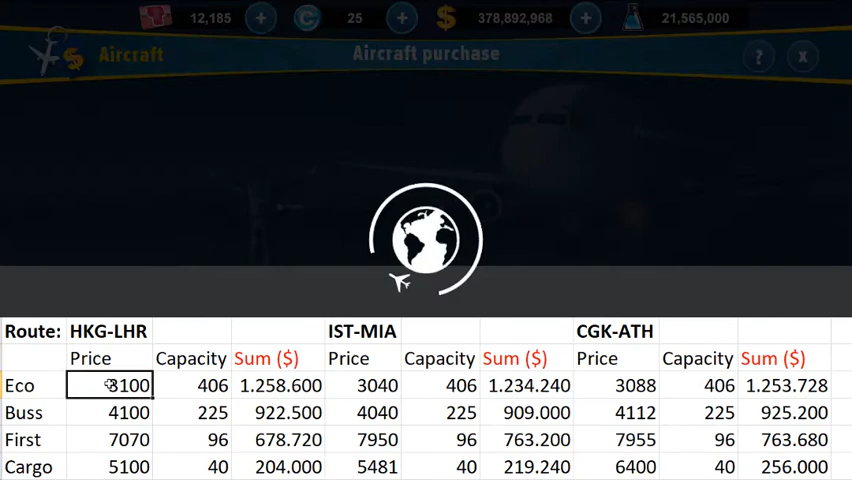 12,185 + C 25 + $ 378,892,968 + 21,565,000
$ Aircraft Aircraft purchase ? X
Route: HKG-LHR IST-MIA CGK-ATH
Price Capacity Sum ($) Price Capacity Sum ($) Price Capacity Sum ($)
Eco 3100 406 1.258.600 3040 406 1.234.240 3088 406 1.253.728
Buss 4100 225 922.500 4040 225 909.000 4112 225 925.200
First 7070 96 678.720 7950 96 763.200 7955 96 763.680
Cargo 5100 40 204.000 5481 40 219.240 6400 40 256.000